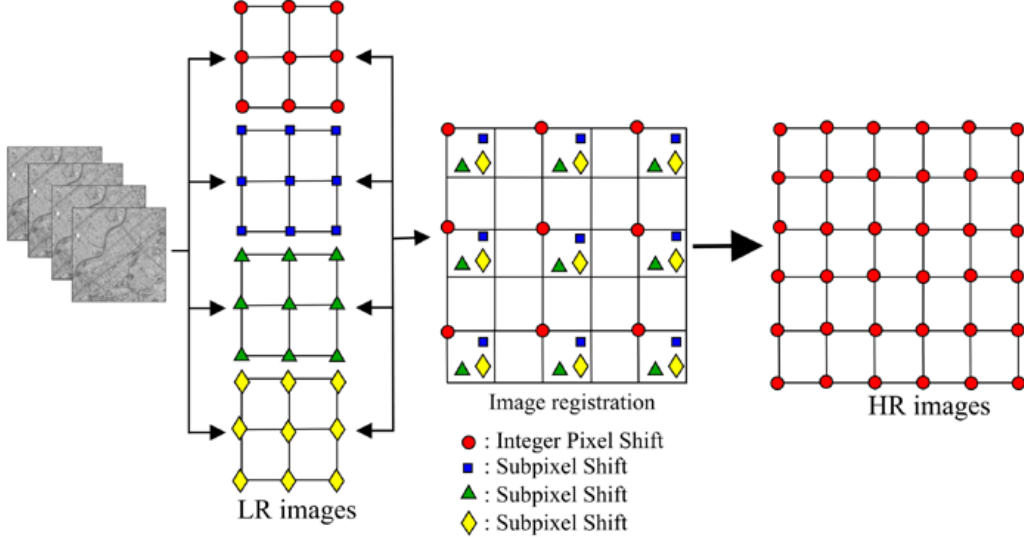 LR images
Image registration
: Integer Pixel Shift
: Subpixel Shift
: Subpixel Shift
: Subpixel Shift
HR images